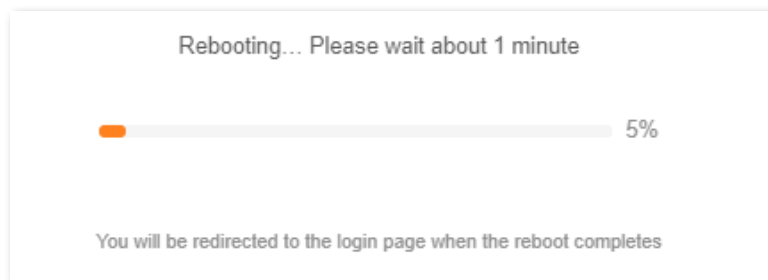 Rebooting... Please wait about 1 minute
5%
You will be redirected to the login page when the reboot completes